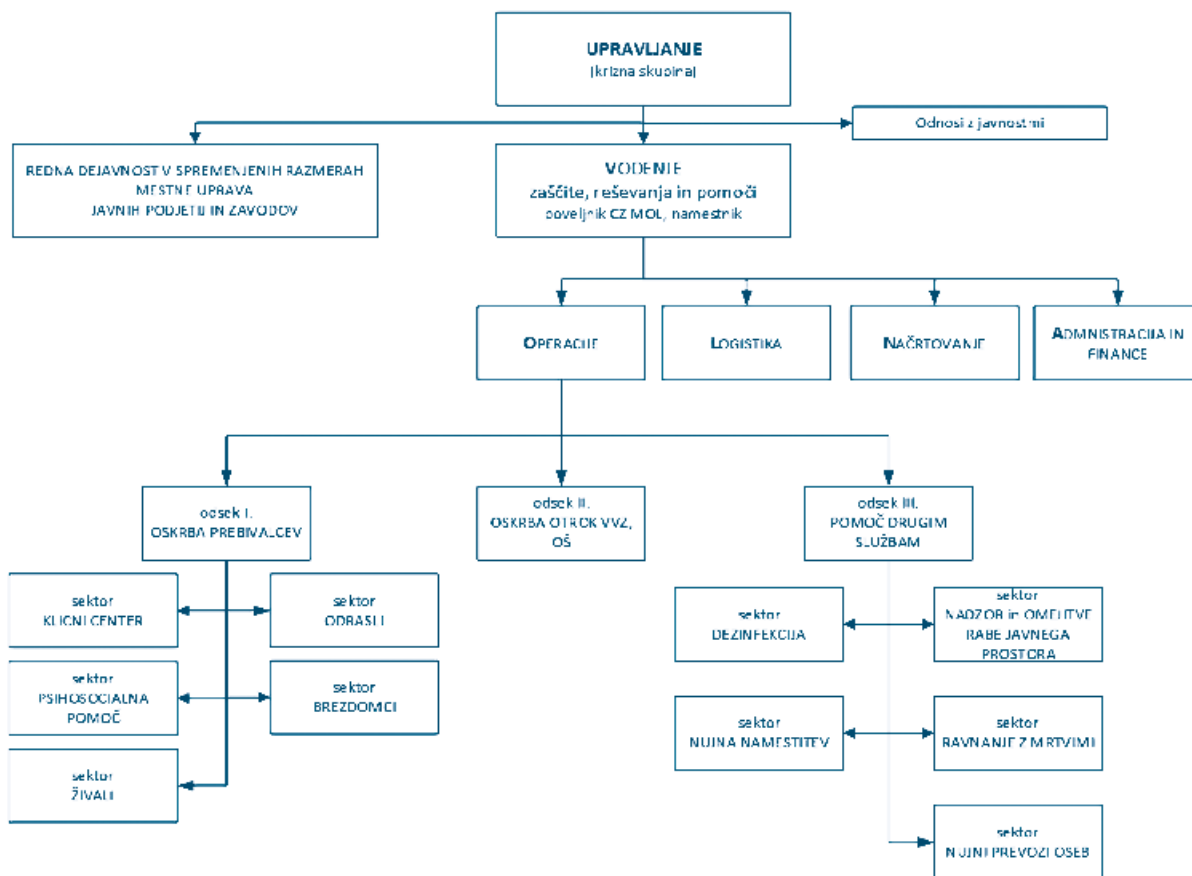 UPRAVLJANJE
(krizna skupina)
Odnosi z javnostmi
REDNA DEJAVNOST V SPREMENJENIH RAZMERAH
MESTNE UPRAVA
JAVNIH PODJETIJ IN ZAVODOV
VODENJE
zaščite, reševanja in pomoči
poveljnik CZ MOL, namestnik
OPERACIJE
LOGISTIKA
NAČRTOVANJE
ADMNISTRACIJA IN
FINANCE
odsek I.
OSKRBA PREBIVALCEV
odsek II.
OSKRBA OTROK VVZ,
OŠ
odsek III.
POMOČ DRUGIM
SLUŽBAM
sektor
KLICNI CENTER
sektor
ODRASLI
sektor
DEZINFEKCIJA
sektor
NADZOR in OMEJITVE
RABE JAVNEGA
PROSTORA
sektor
PSIHOSOCIALNA
POMOČ
sektor
BREZDOMCI
sektor
NUJNA NAMESTITEV
sektor
RAVNANJE Z MRTVIMI
sektor
ŽIVALI
sektor
NUJNI PREVOZI OSEB